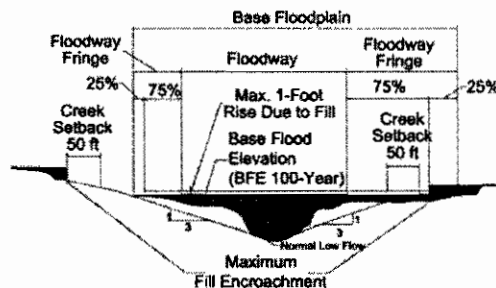 Base Floodplain
Floodway
Fringe
Floodway
Floodway
Fringe
25%
75%
75%
25%
Max. 1-Foot
Rise Due to Fill
Creek
Setback
50 ft
Creek
Setback
50 ft
Base Flood
Elevation
(BFE 100-Year)
1
3
1
3
Normal Low Flow
Maximum
Fill Encroachment